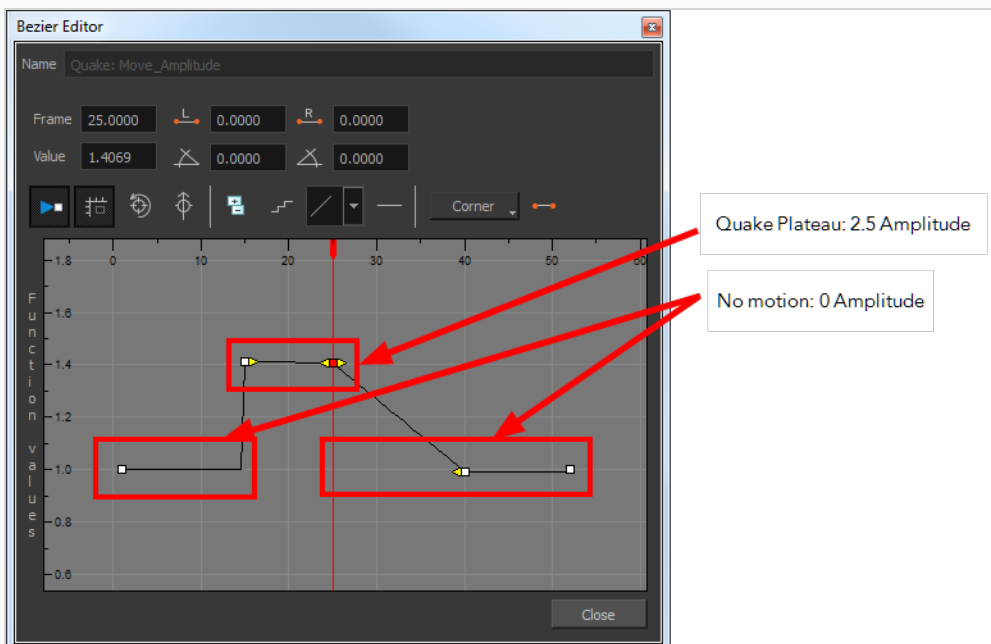 Bezier Editor
Name Quake: Move_Amplitude
Frame 25.0000 L 0.0000 R 0.0000
Value 1.4069 0.0000 0.0000
Corner
1.8 0 10 20 30 40 50 60
1.6
1.4
1.2
1.0
0.8
0.6
Function values
Close
Quake Plateau: 2.5 Amplitude
No motion: 0 Amplitude